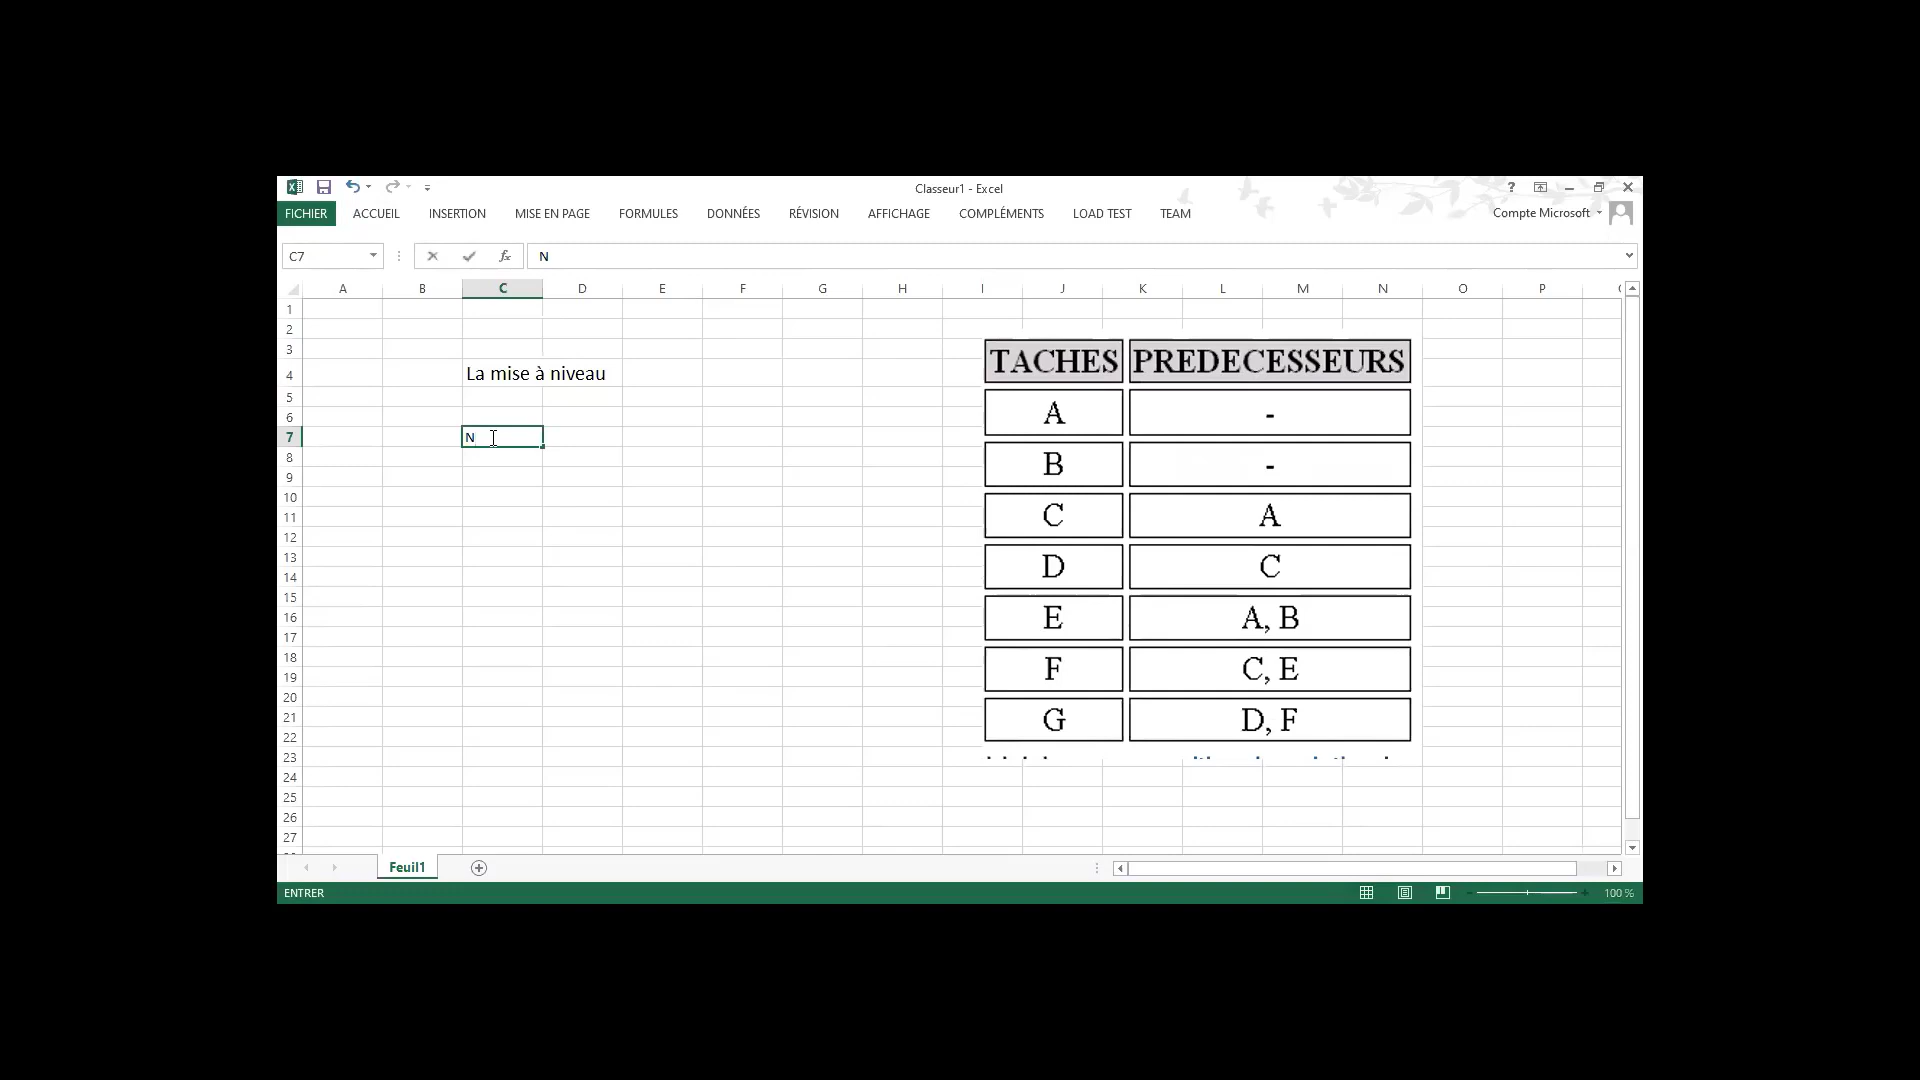 Classeur1 - Excel
?
FICHIER ACCUEIL INSERTION MISE EN PAGE FORMULES DONNÉES RÉVISION AFFICHAGE COMPLÉMENTS LOAD TEST TEAM Compte Microsoft
C7 fx N
A B C D E F G H I J K L M N O P
1
2
3
4
5
6
7
8
9
10
11
12
13
14
15
16
17
18
19
20
21
22
23
24
25
26
27
La mise à niveau
N
TACHES PREDECESSEURS
A -
B -
C A
D C
E A, B
F C, E
G D, F
Feuil1
ENTRER 100 %